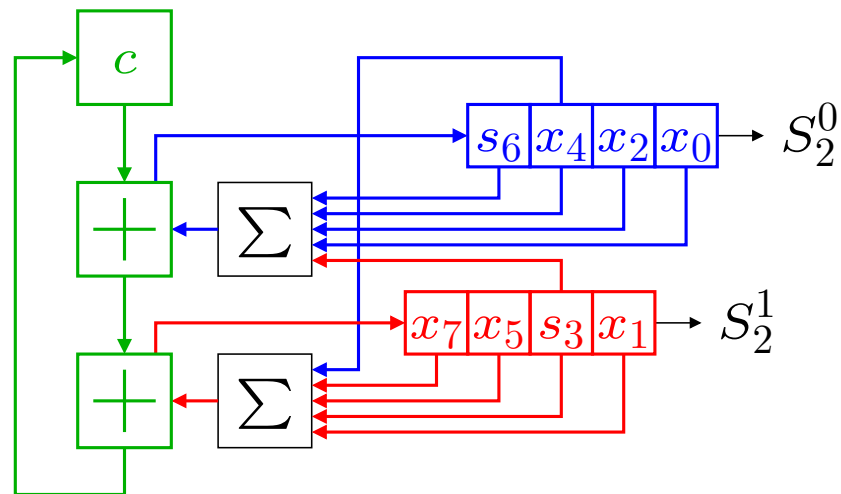 c
s₆ x₄ x₂ x₀ S₂⁰
+ ∑
x₇ x₅ s₃ x₁ S₂¹
+ ∑